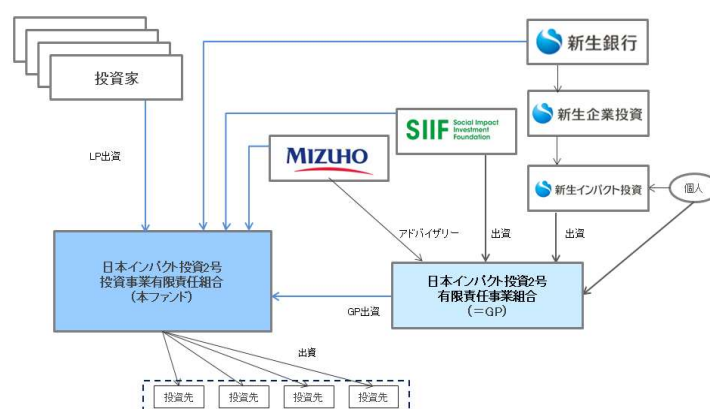 投資家
新生銀行
新生企業投資
SIIF Social Impact
Investment
Foundation
MIZUHO
新生インパクト投資
個人
LP出資
アドバイザリー
出資
出資
日本インパクト投資2号
投資事業有限責任組合
(本ファンド)
日本インパクト投資2号
有限責任事業組合
(=GP)
GP出資
出資
投資先
投資先
投資先
投資先